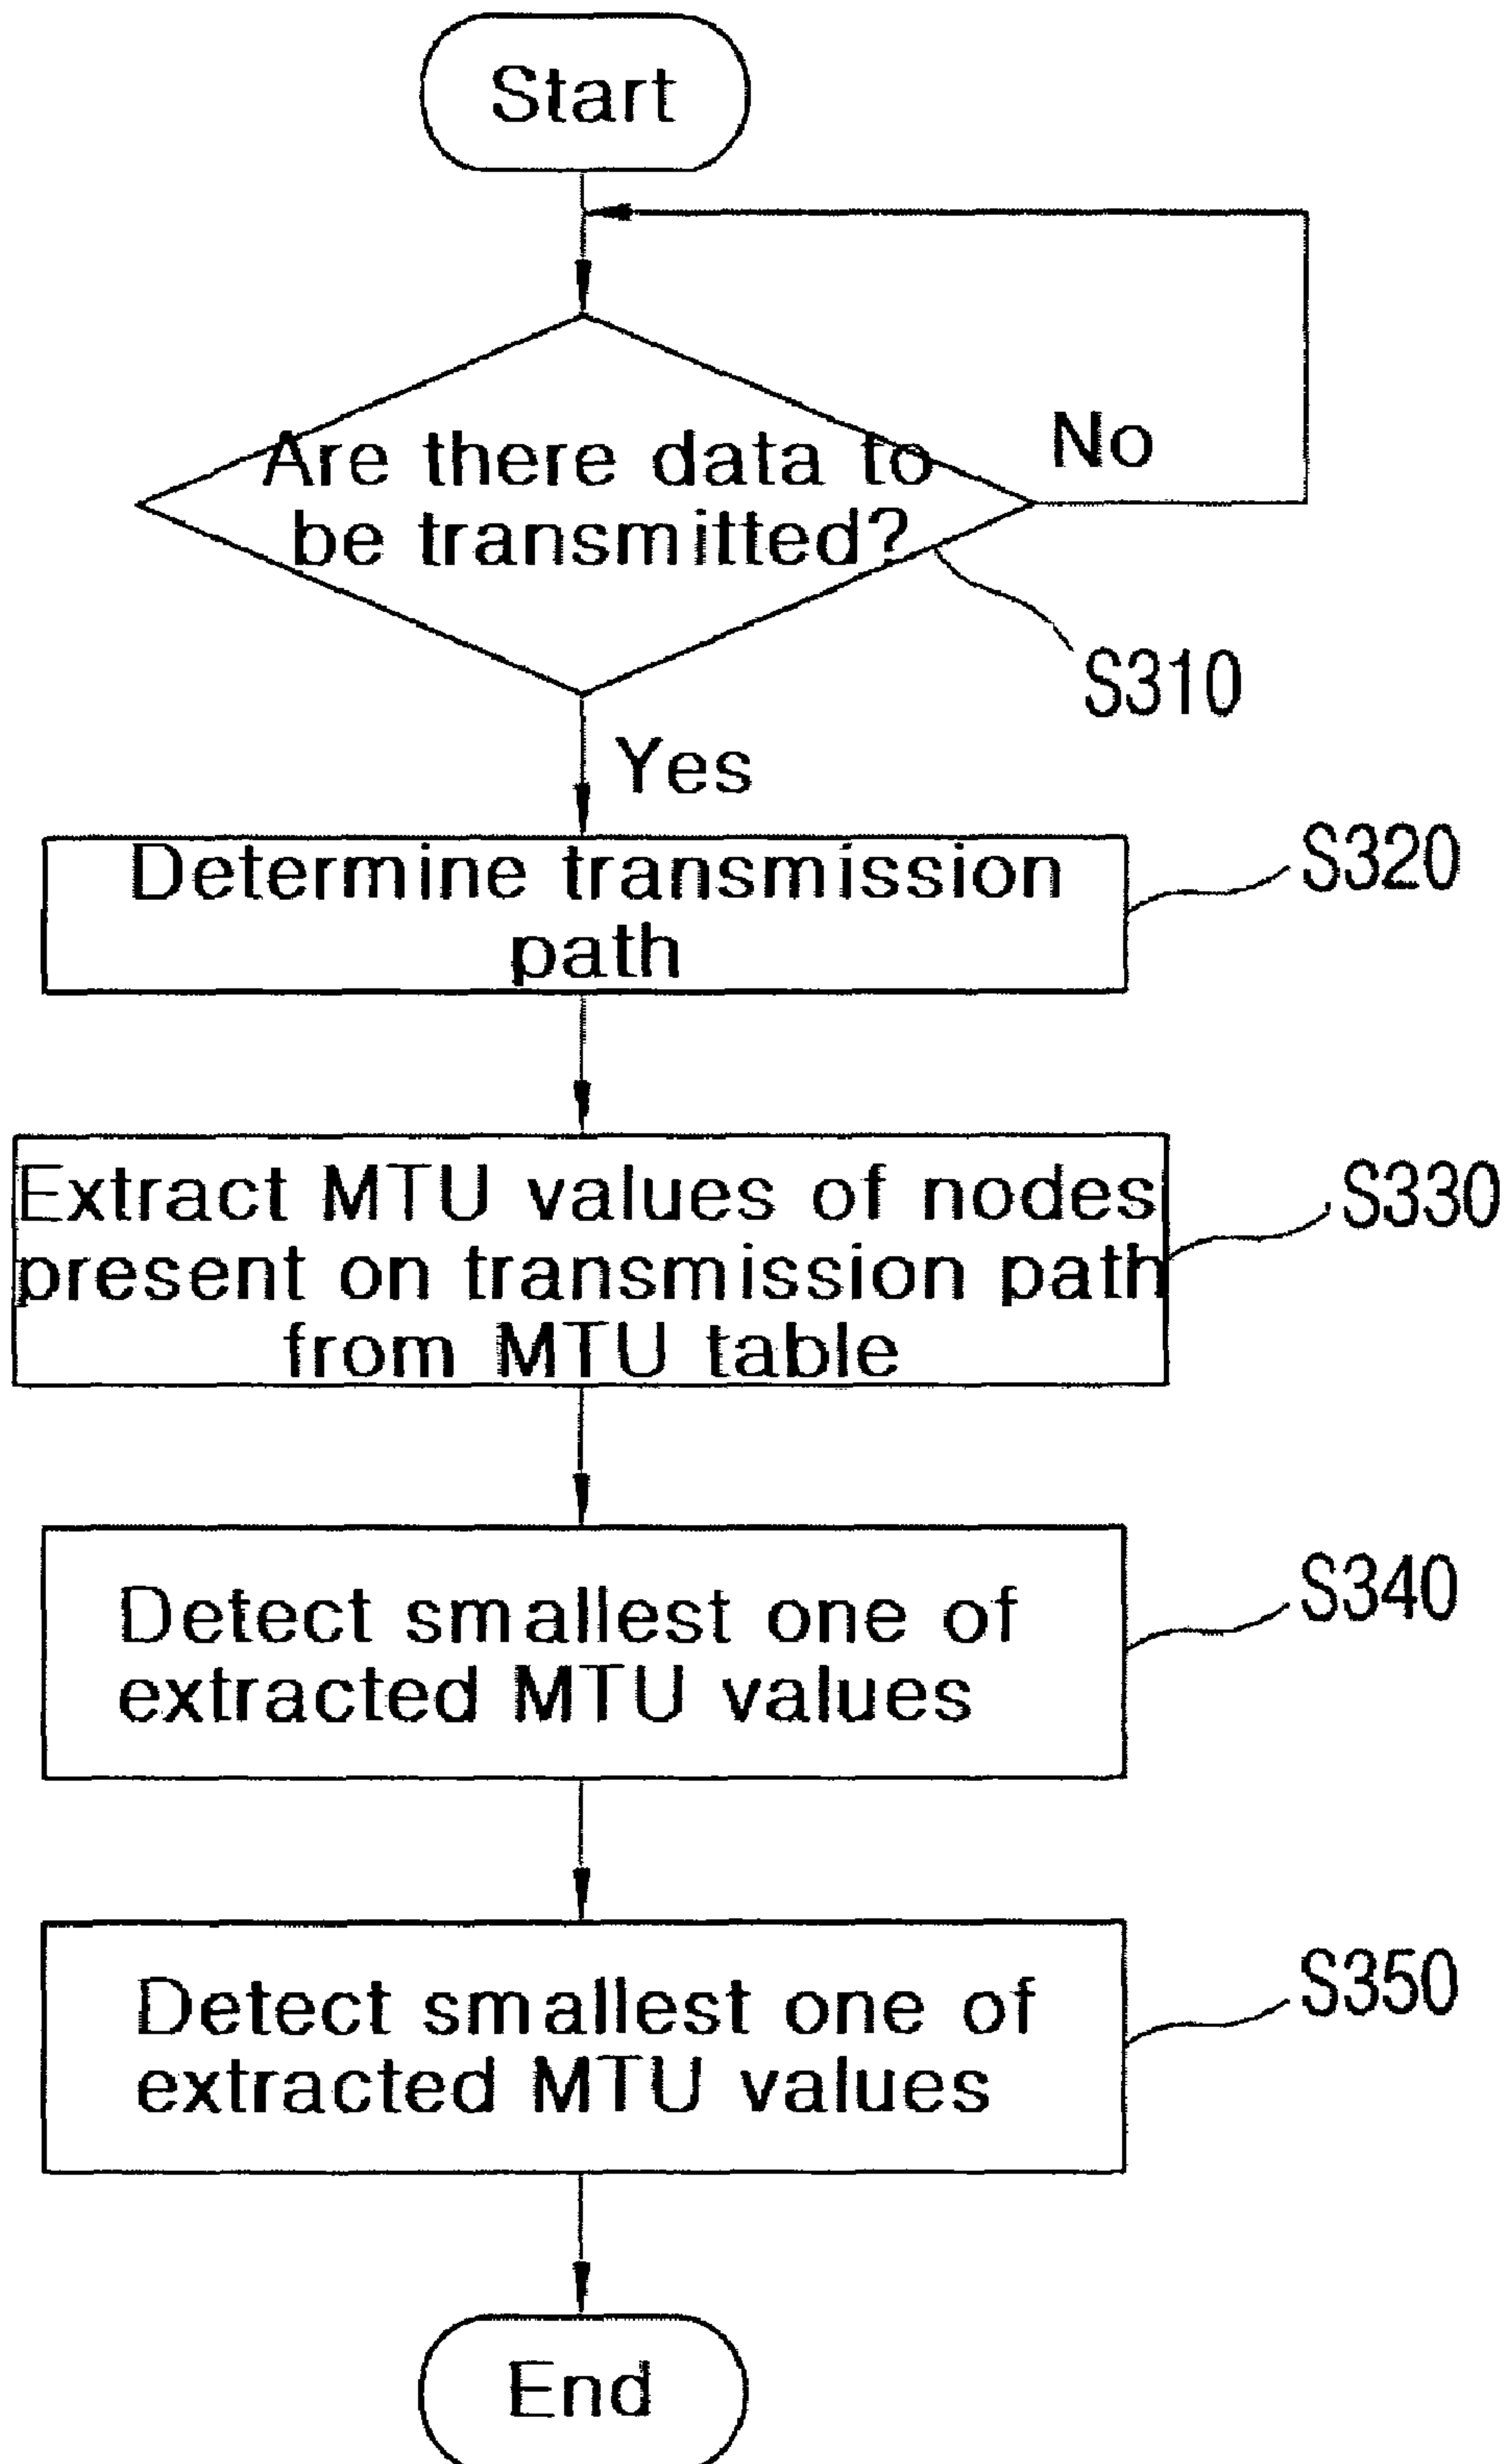 Start
Are there data to
be transmitted?
No
S310
Yes
Determine transmission
path
S320
Extract MTU values of nodes
present on transmission path
from MTU table
S330
Detect smallest one of
extracted MTU values
S340
Detect smallest one of
extracted MTU values
S350
End